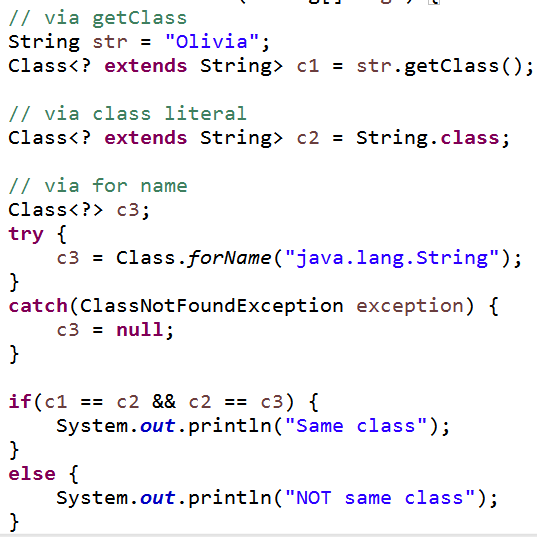 // via getClass
String str = "Olivia";
Class<? extends String> c1 = str.getClass();
// via class literal
Class<? extends String> c2 = String.class;
// via for name
Class<?> c3;
try {
    c3 = Class.forName("java.lang.String");
}
catch(ClassNotFoundException exception) {
    c3 = null;
}
if(c1 == c2 && c2 == c3) {
    System.out.println("Same class");
}
else {
    System.out.println("NOT same class");
}